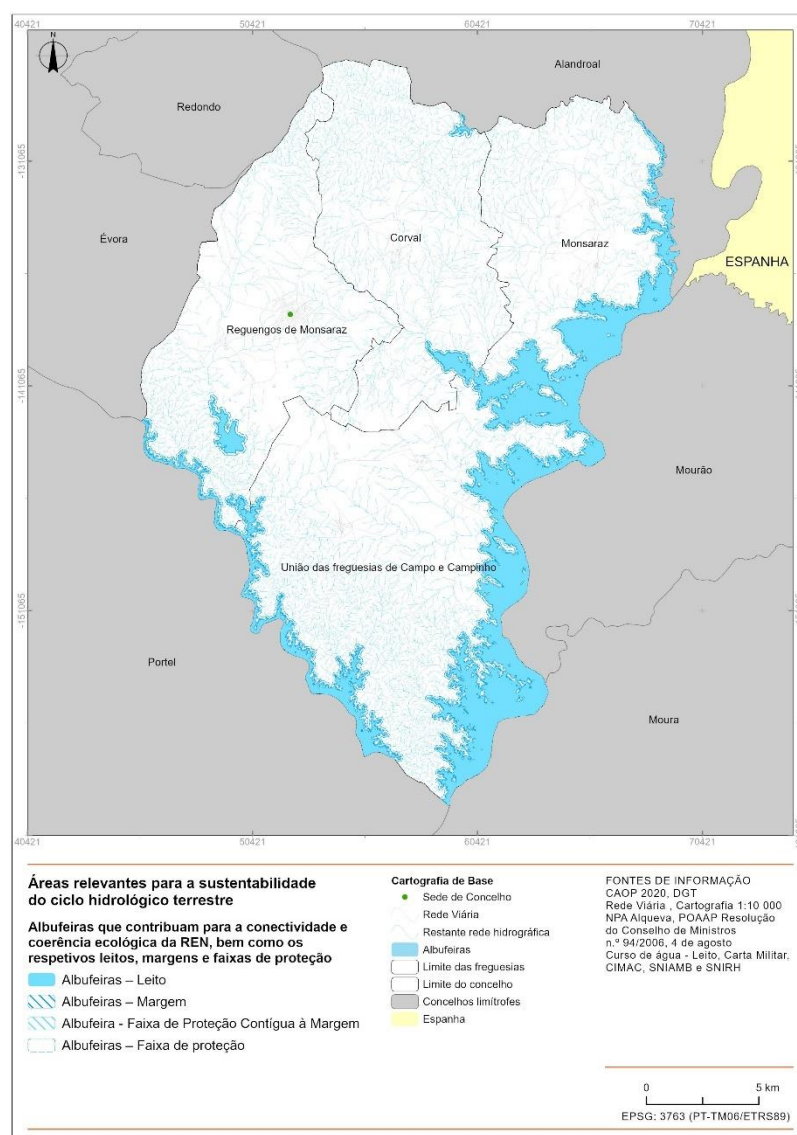 40421
50421
60421
70421
N
Alandroal
Redondo
-131065
Évora
Corval
Monsaraz
ESPANHA
Reguengos de Monsaraz
-141065
Mourão
União das freguesias de Campo e Campinho
-151065
Portel
Moura
40421
50421
60421
70421
Áreas relevantes para a sustentabilidade
do ciclo hidrológico terrestre
Albufeiras que contribuam para a conectividade e
coerência ecológica da REN, bem como os
respetivos leitos, margens e faixas de proteção
Albufeiras – Leito
Albufeiras – Margem
Albufeira - Faixa de Proteção Contígua à Margem
Albufeiras – Faixa de proteção
Cartografia de Base
Sede de Concelho
Rede Viária
Restante rede hidrográfica
Albufeiras
Limite das freguesias
Limite do concelho
Concelhos limítrofes
Espanha
FONTES DE INFORMAÇÃO
CAOP 2020, DGT
Rede Viária , Cartografia 1:10 000
NPA Alqueva, POAAP Resolução
do Conselho de Ministros
n.º 94/2006, 4 de agosto
Curso de água - Leito, Carta Militar,
CIMAC, SNIAMB e SNIRH
0 5 km
EPSG: 3763 (PT-TM06/ETRS89)